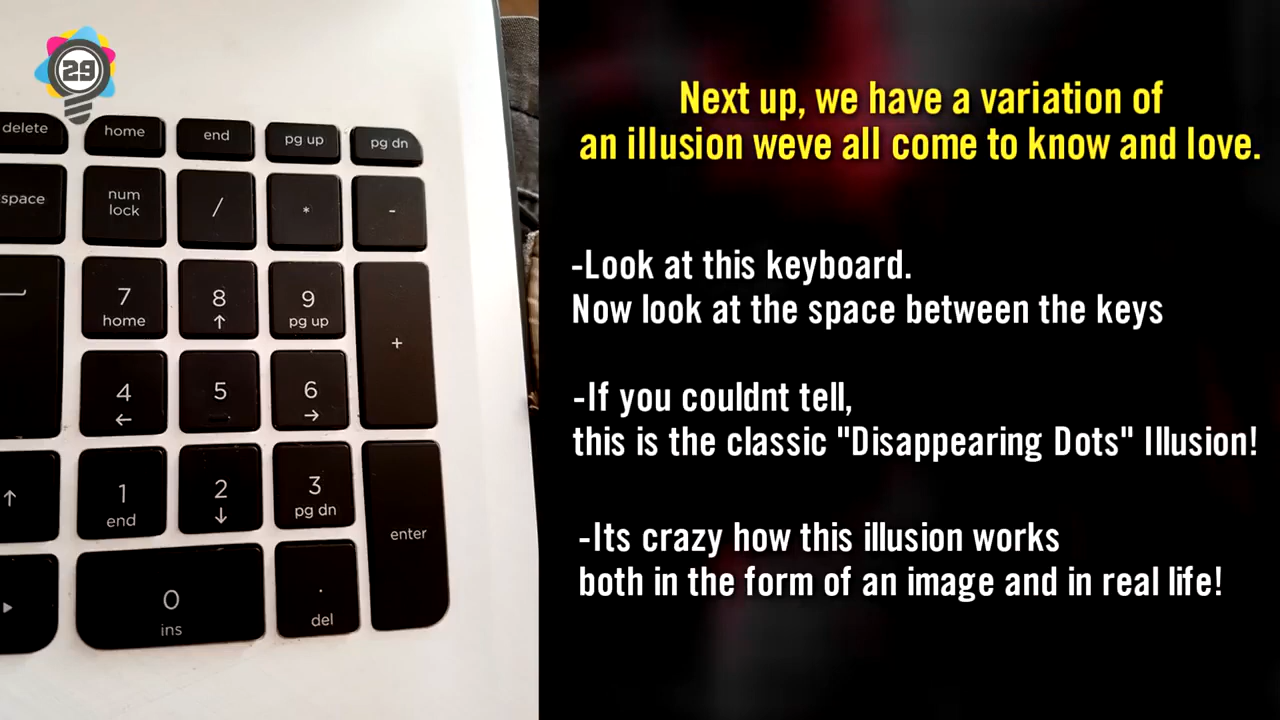 29
Next up, we have a variation of
an illusion weve all come to know and love.
-Look at this keyboard.
Now look at the space between the keys
-If you couldnt tell,
this is the classic "Disappearing Dots" Illusion!
-Its crazy how this illusion works
both in the form of an image and in real life!
delete home end pg up pg dn
space num lock / * -
7 home 8 ↑ 9 pg up +
4 ← 5 6 → 
↑ 1 end 2 ↓ 3 pg dn enter
▶ 0 ins . del